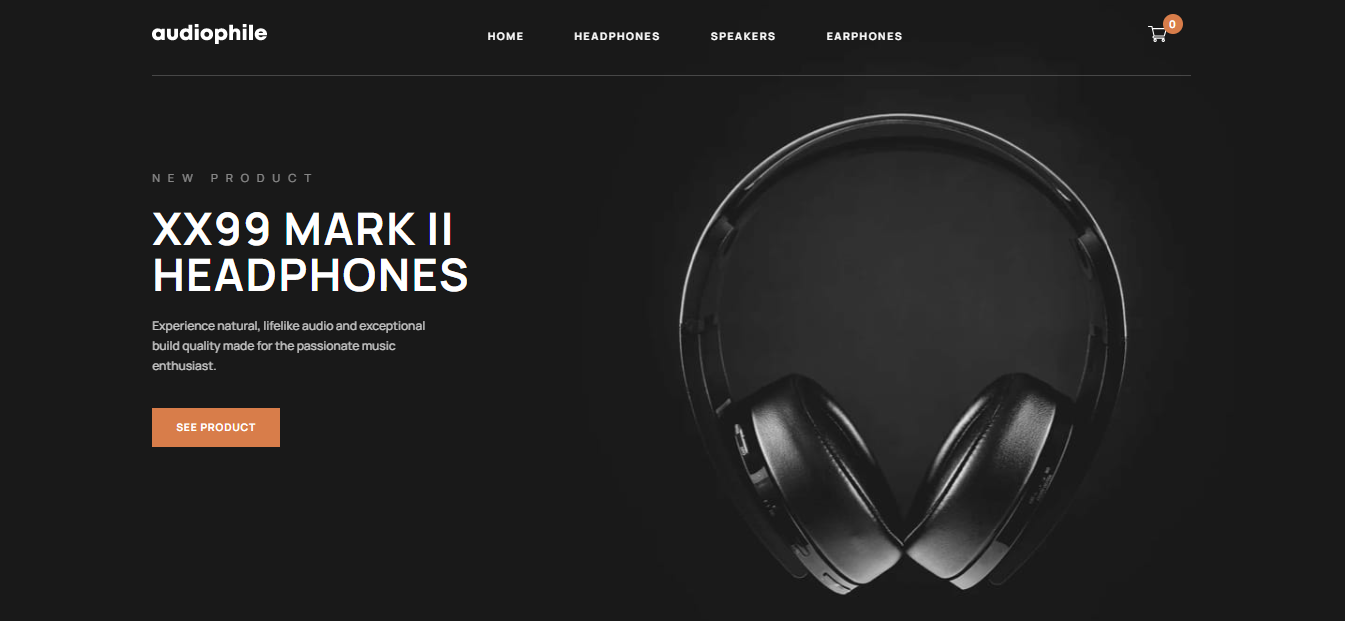 audiophile
HOME HEADPHONES SPEAKERS EARPHONES
0
NEW PRODUCT
XX99 MARK II
HEADPHONES
Experience natural, lifelike audio and exceptional
build quality made for the passionate music
enthusiast.
SEE PRODUCT